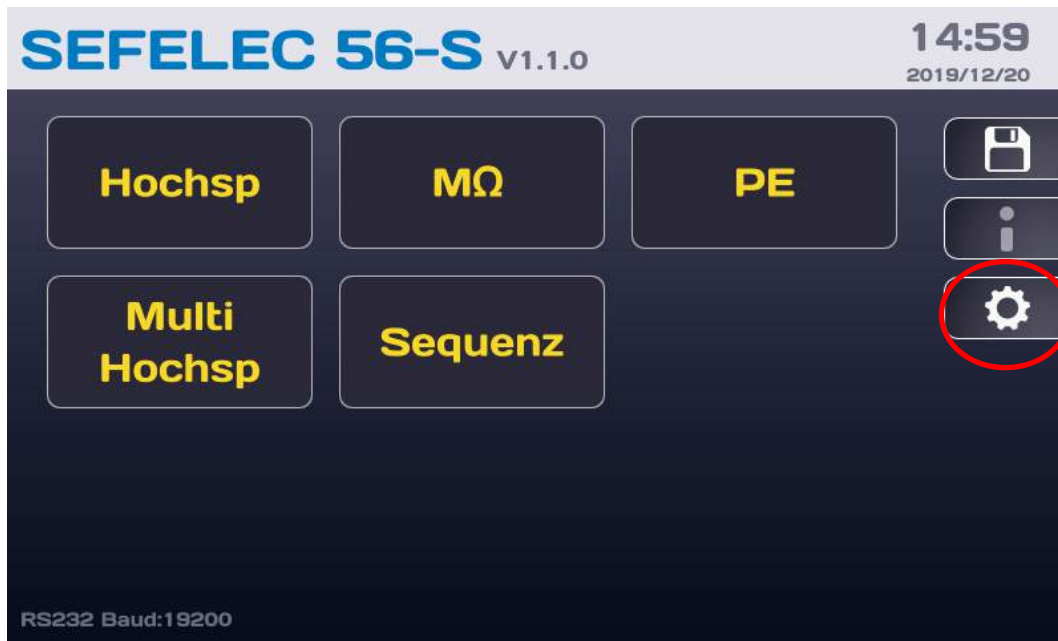 SEFELEC 56-S V1.1.0
14:59
2019/12/20
Hochsp
MΩ
PE
Multi
Hochsp
Sequenz
RS232 Baud:19200